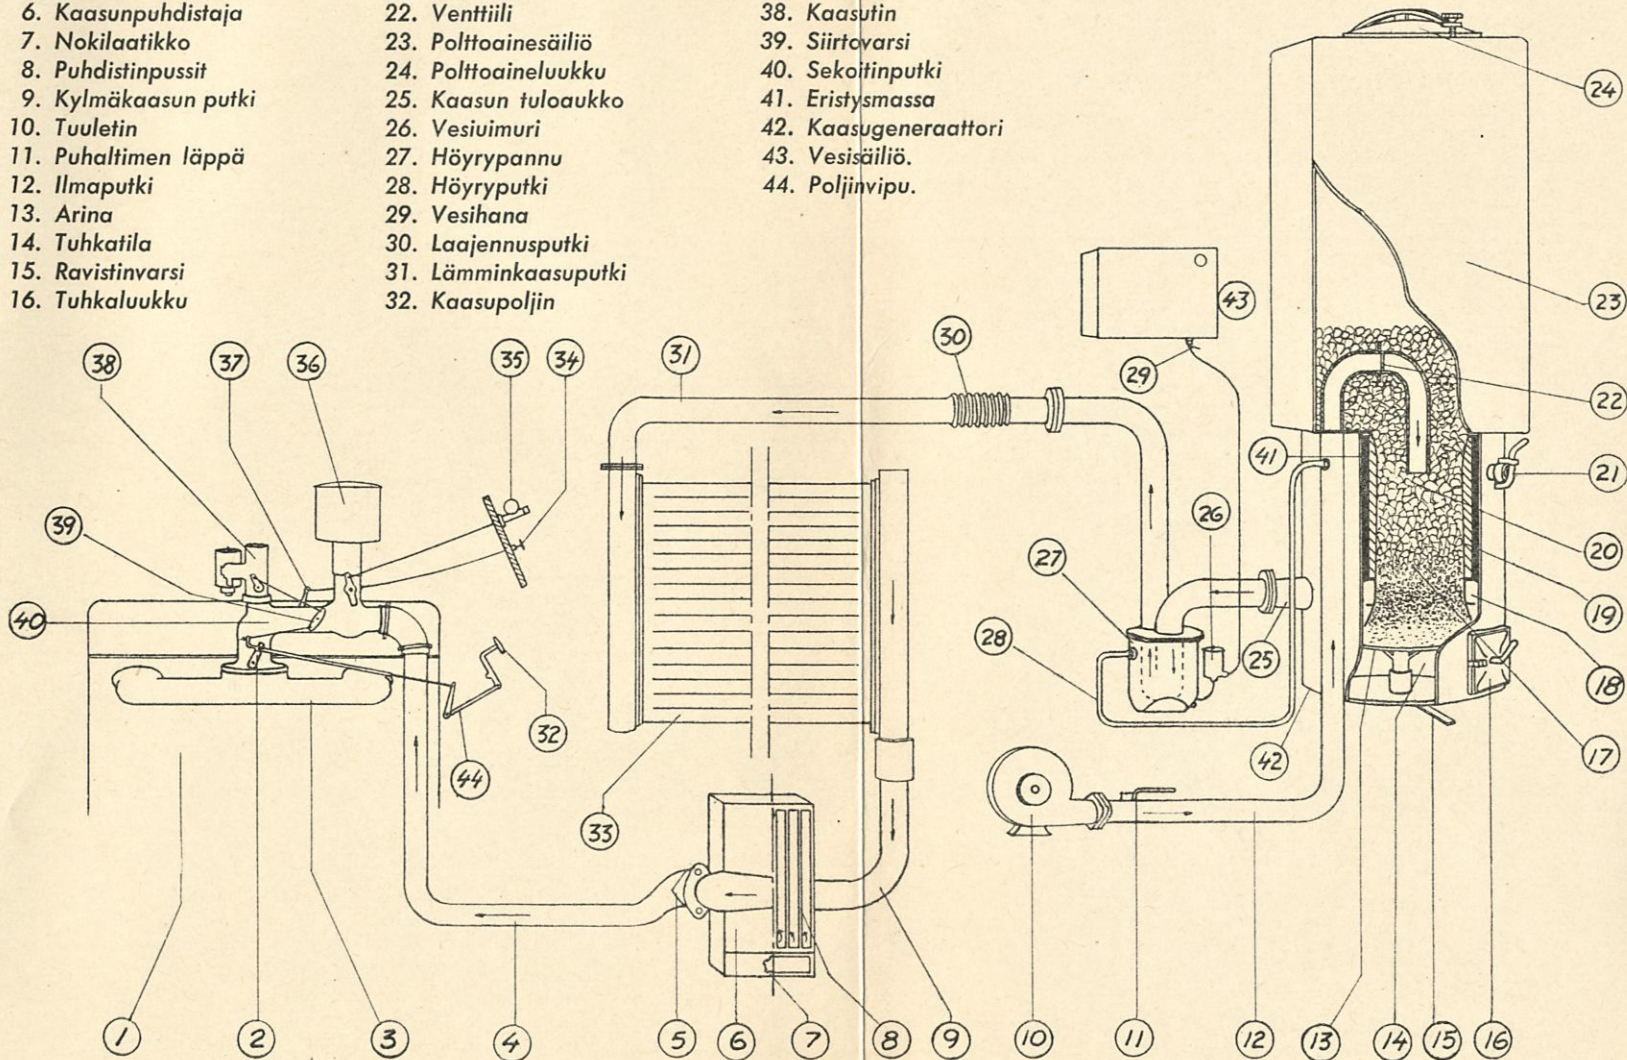 6. Kaasunpuhdistaja
7. Nokilaatikko
8. Puhdistinpussit
9. Kylmäkaasun putki
10. Tuuletin
11. Puhaltimen läppä
12. Ilmaputki
13. Arina
14. Tuhkatila
15. Ravistinvarsi
16. Tuhkaluukku
22. Venttiili
23. Polttoainesäiliö
24. Polttoaineluukku
25. Kaasun tuloaukko
26. Vesiuimuri
27. Höyrypannu
28. Höyryputki
29. Vesihana
30. Laajennusputki
31. Lämminkaasuputki
32. Kaasupoljin
38. Kaasutin
39. Siirtovarsi
40. Sekoitinputki
41. Eristysmassa
42. Kaasugeneraattori
43. Vesisäiliö.
44. Poljinvipu.
24
43
23
38
37
36
35
34
31
30
29
22
41
21
39
26
20
27
40
19
28
25
18
32
42
17
44
33
1
2
3
4
5
6
7
8
9
10
11
12
13
14
15
16